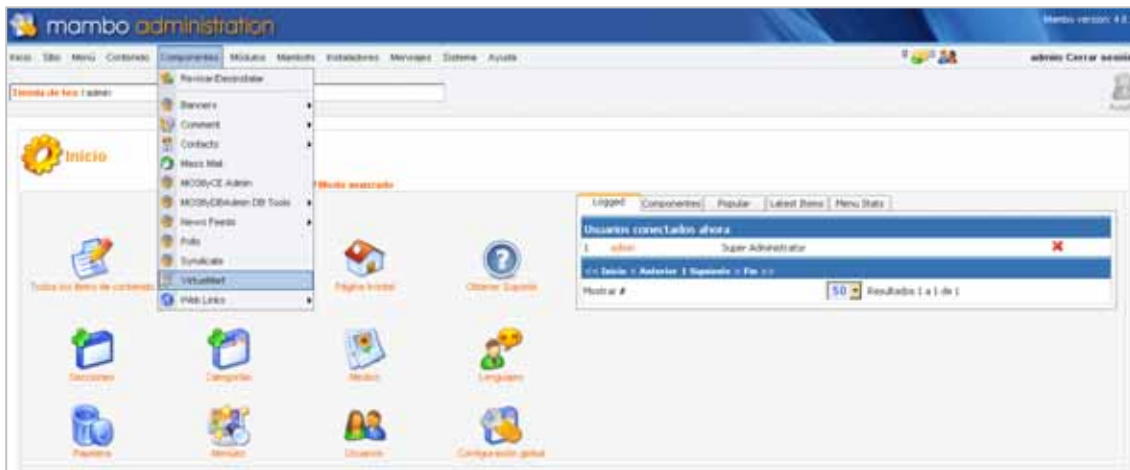 mambo administration
Mambo version: 4.6
Inicio Sitio Menú Contenido Componentes Módulos Mambots Instaladores Mensajes Sistema Ayuda
admin Cerrar sesión
Revisar/Desinstalar
Tienda de / admin
Banners
Comment
Contacts
Inicio
Mass Mail
MOSByCE Admin
Modo avanzado
MOSByDBAdmin DB Tools
News Feeds
Polls
Syndicate
VirtueMart
Web Links
Logged Componentes Popular Latest Items Menu Stats
Usuarios conectados ahora
1 admin Super Administrator
<< Inicio < Anterior 1 Siguiente > Fin >>
Mostrar # 50 Resultados 1 a 1 de 1
Todos los ítems de contenido
Página Inicial
Obtener Soporte
Secciones
Categorías
Medios
Lenguajes
Papelera
Menús
Usuarios
Configuración global